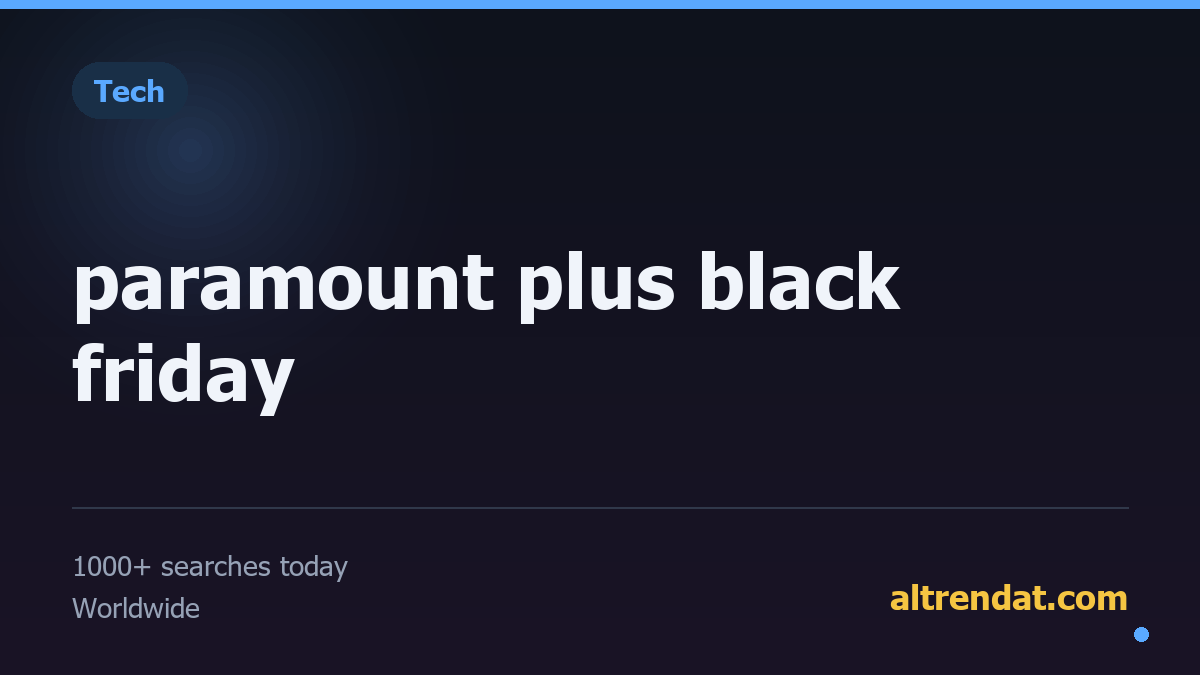 Tech
paramount plus black
friday
1000+ searches today
Worldwide
altrendat.com